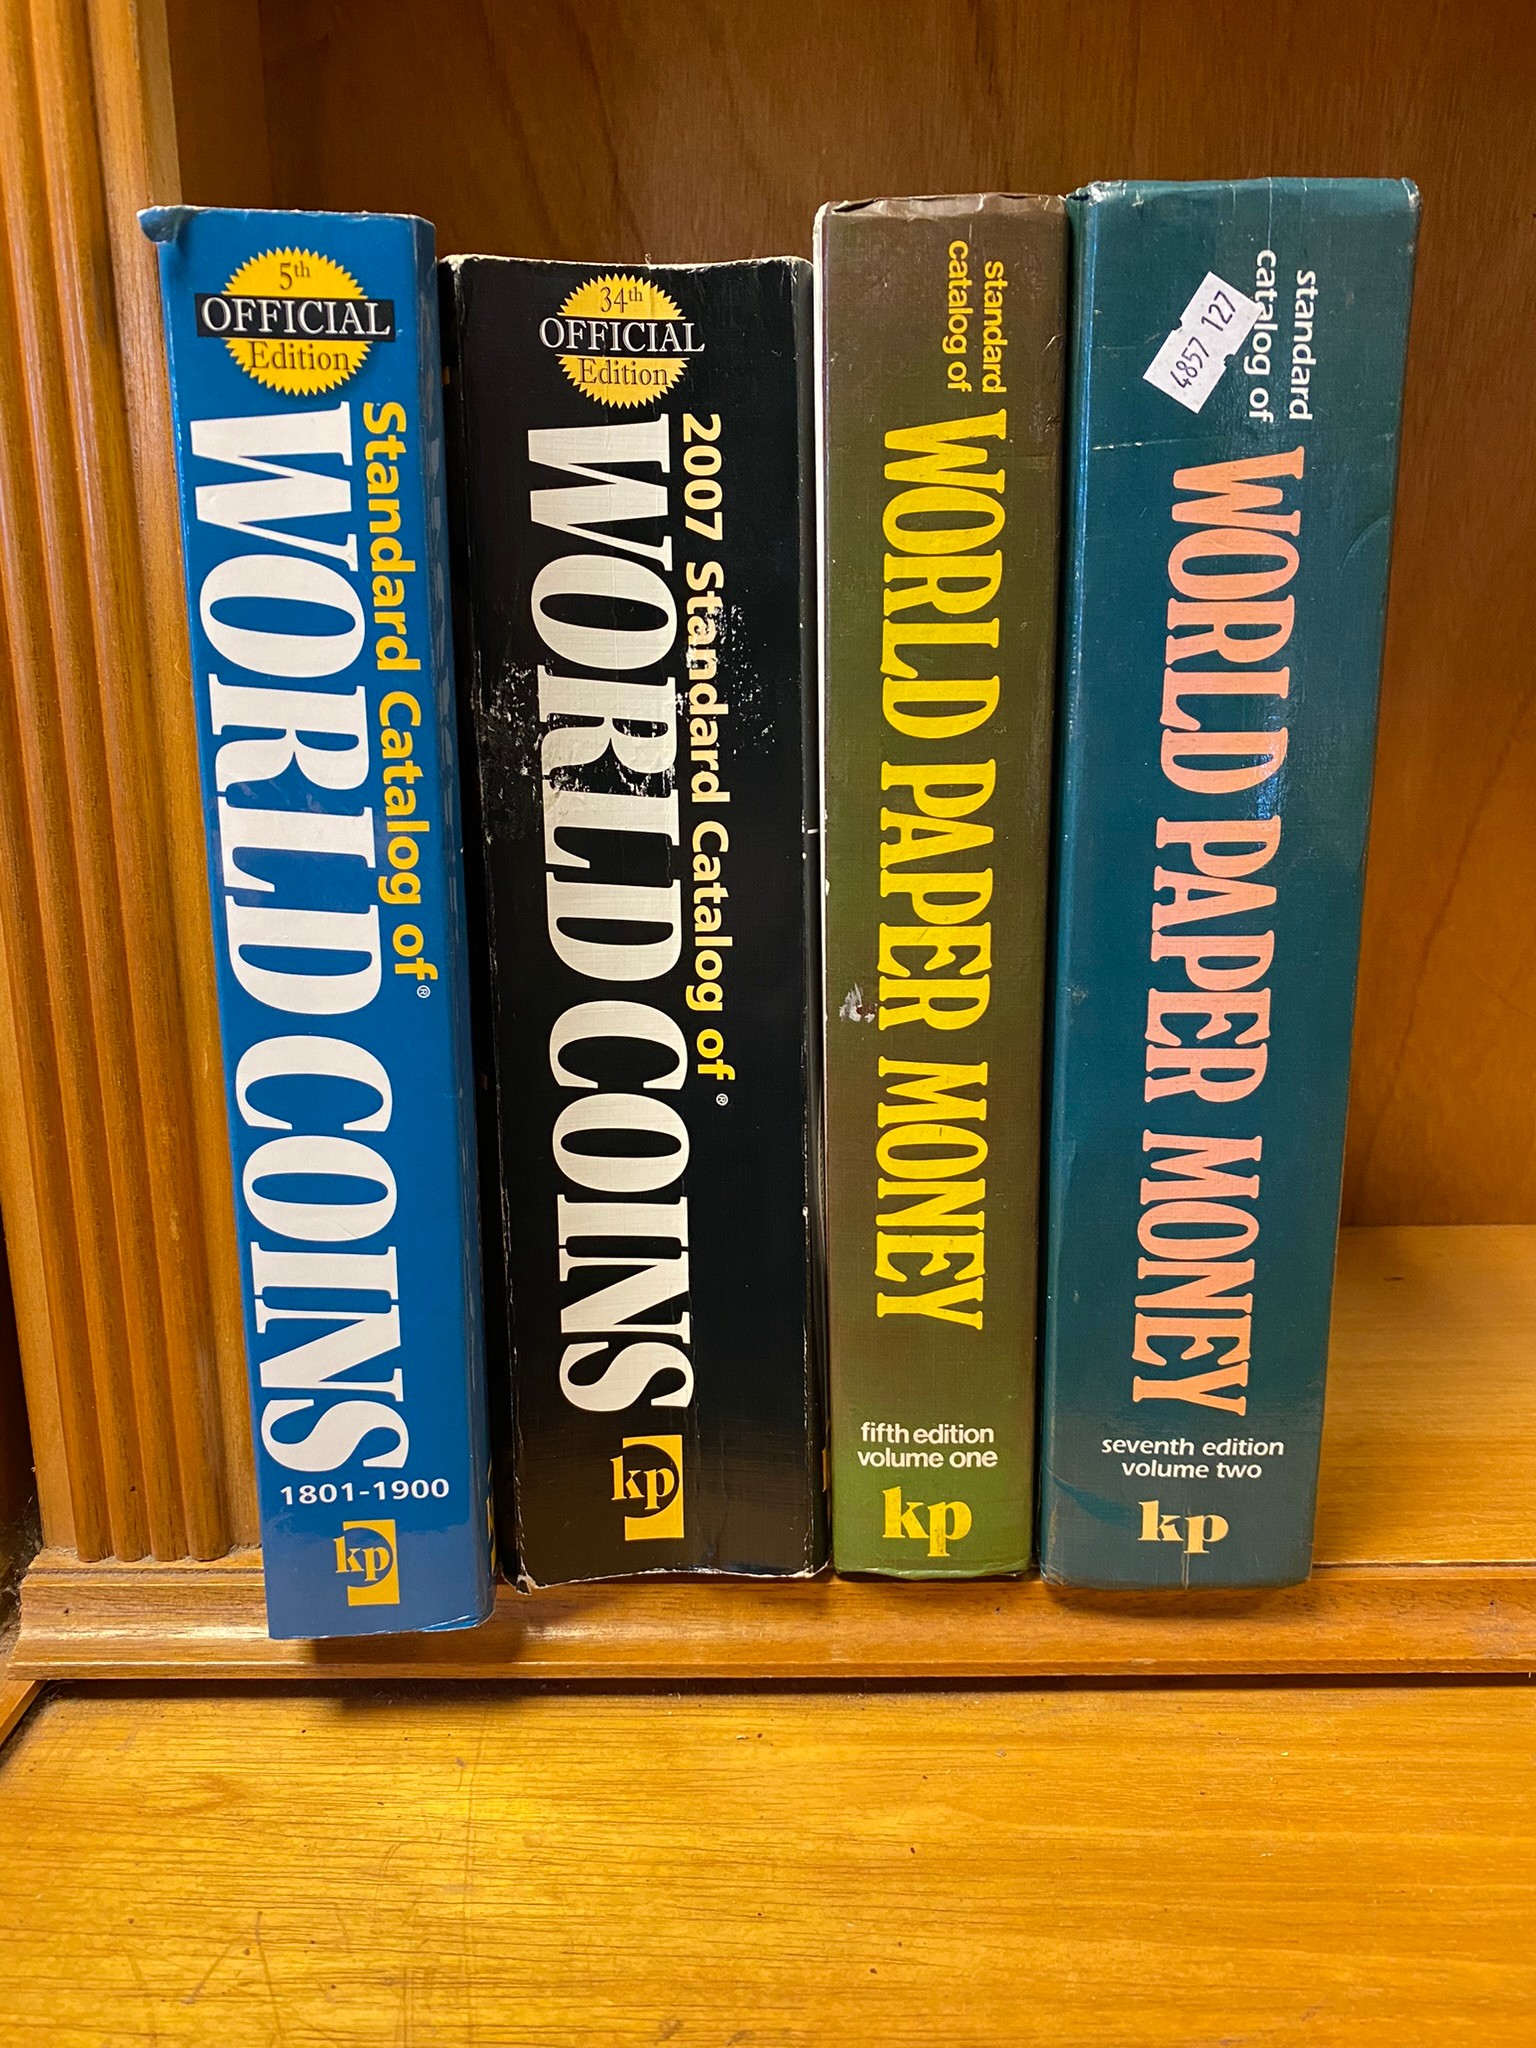 5th
OFFICIAL
Edition
Standard Catalog of®
WORLD COINS
1801-1900
kp
34th
OFFICIAL
Edition
2007 Standard Catalog of®
WORLD COINS
kp
standard
catalog of
WORLD PAPER MONEY
fifth edition
volume one
kp
standard
catalog of
4857 127
WORLD PAPER MONEY
seventh edition
volume two
kp